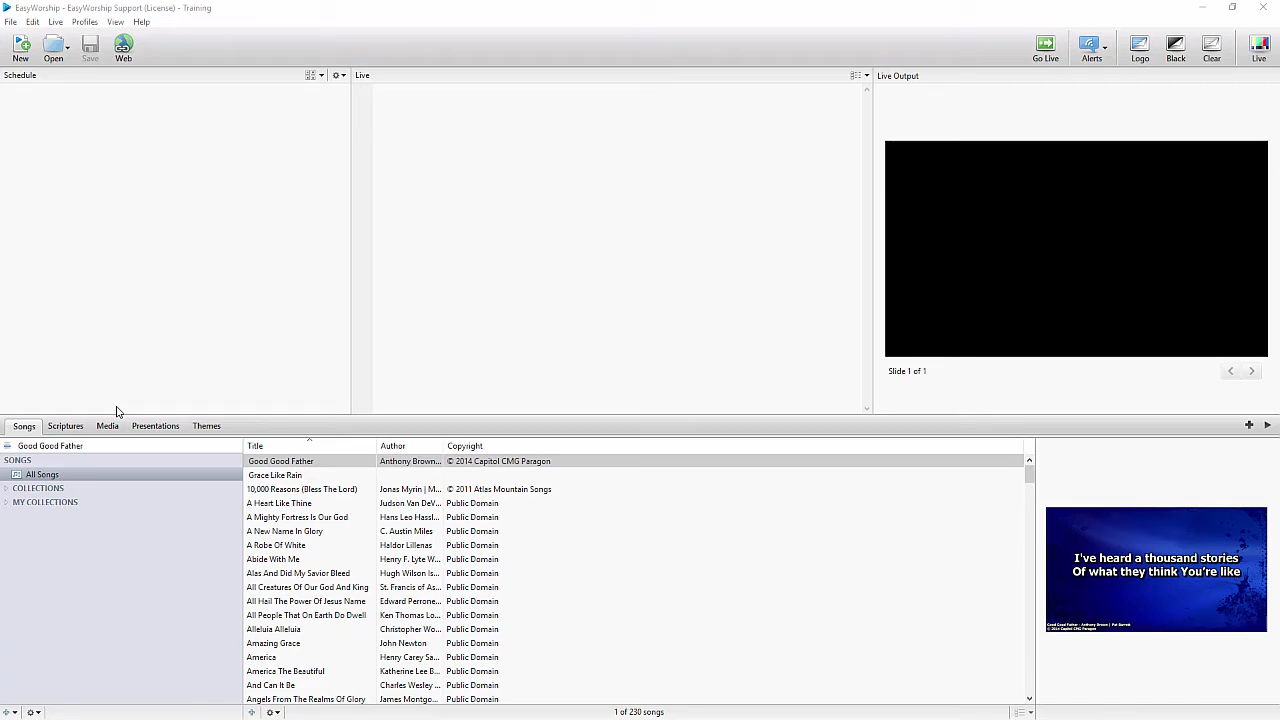 EasyWorship - EasyWorship Support (License) - Training
File Edit Live Profiles View Help
New Open Save Web Go Live Alerts Logo Black Clear Live
Schedule Live Live Output
Slide 1 of 1
Songs Scriptures Media Presentations Themes
Good Good Father Title Author Copyright
SONGS Good Good Father Anthony Brown... © 2014 Capitol CMG Paragon
All Songs Grace Like Rain
COLLECTIONS 10,000 Reasons (Bless The Lord) Jonas Myrin | M... © 2011 Atlas Mountain Songs
MY COLLECTIONS A Heart Like Thine Judson Van DeV... Public Domain
A Mighty Fortress Is Our God Hans Leo Hassl... Public Domain
A New Name In Glory C. Austin Miles Public Domain
A Robe Of White Haldor Lillenas Public Domain
Abide With Me Henry F. Lyte W... Public Domain
Alas And Did My Savior Bleed Hugh Wilson Is... Public Domain
All Creatures Of Our God And King St. Francis of As... Public Domain
All Hail The Power Of Jesus Name Edward Perrone... Public Domain
All People That On Earth Do Dwell Ken Thomas Lo... Public Domain
Alleluia Alleluia Christopher Wo... Public Domain
Amazing Grace John Newton Public Domain
America Henry Carey Sa... Public Domain
America The Beautiful Katherine Lee B... Public Domain
And Can It Be Charles Wesley ... Public Domain
Angels From The Realms Of Glory James Montgo... Public Domain
I've heard a thousand stories
Of what they think You're like
Good Good Father - Anthony Brown | Pat Barrett
© 2014 Capitol CMG Paragon
1 of 230 songs